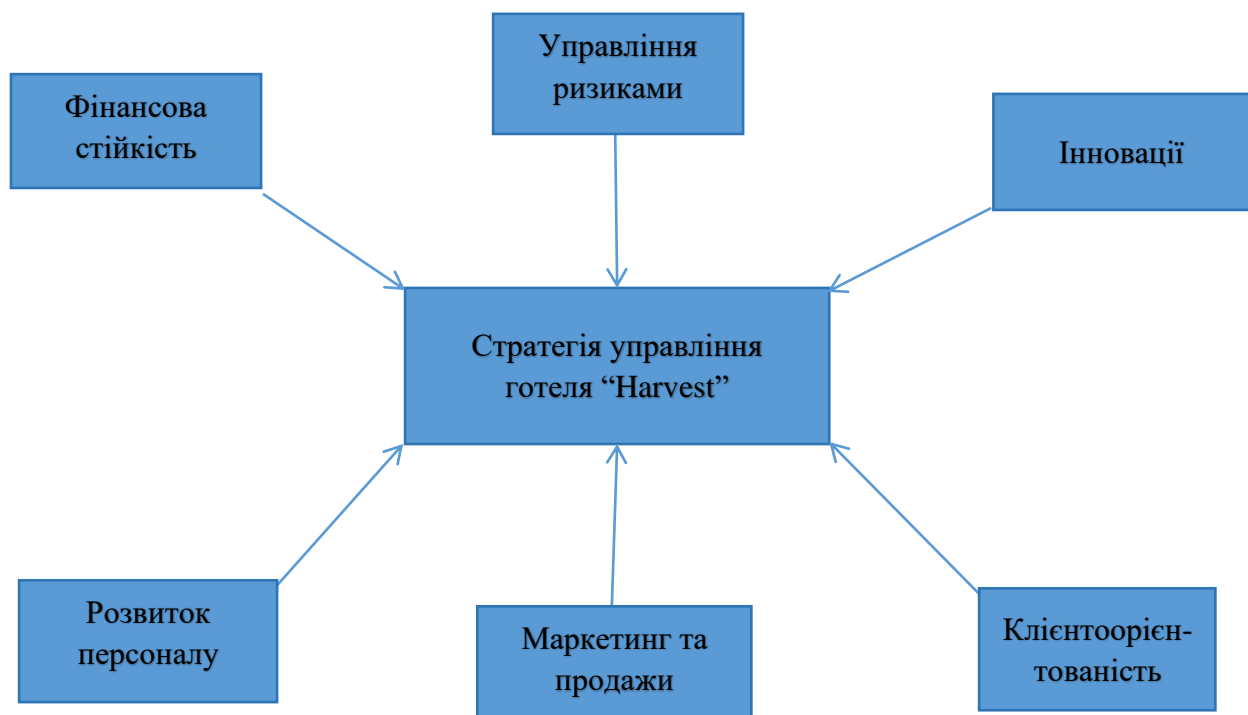 Управління
ризиками
Фінансова
стійкість
Інновації
Стратегія управління
готеля “Harvest”
Розвиток
персоналу
Маркетинг та
продажи
Клієнтоорієн-
тованість